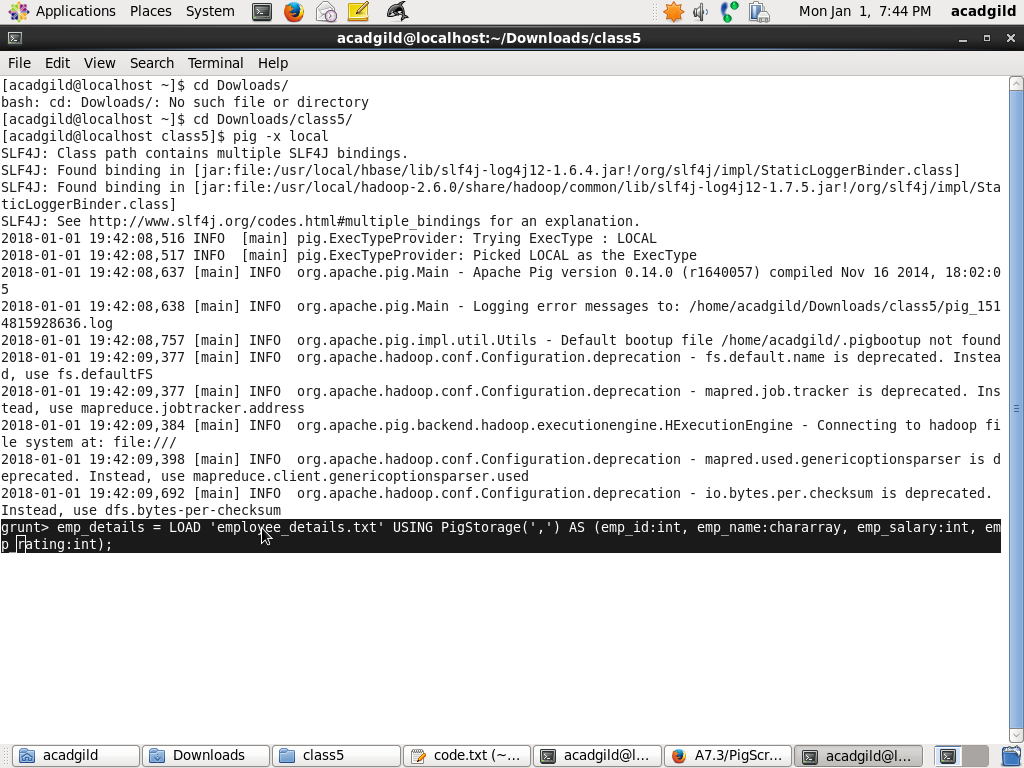 Applications Places System Mon Jan 1, 7:44 PM acadgild
acadgild@localhost:~/Downloads/class5
File Edit View Search Terminal Help
[acadgild@localhost ~]$ cd Dowloads/
bash: cd: Dowloads/: No such file or directory
[acadgild@localhost ~]$ cd Downloads/class5/
[acadgild@localhost class5]$ pig -x local
SLF4J: Class path contains multiple SLF4J bindings.
SLF4J: Found binding in [jar:file:/usr/local/hbase/lib/slf4j-log4j12-1.6.4.jar!/org/slf4j/impl/StaticLoggerBinder.class]
SLF4J: Found binding in [jar:file:/usr/local/hadoop-2.6.0/share/hadoop/common/lib/slf4j-log4j12-1.7.5.jar!/org/slf4j/impl/Sta
ticLoggerBinder.class]
SLF4J: See http://www.slf4j.org/codes.html#multiple_bindings for an explanation.
2018-01-01 19:42:08,516 INFO  [main] pig.ExecTypeProvider: Trying ExecType : LOCAL
2018-01-01 19:42:08,517 INFO  [main] pig.ExecTypeProvider: Picked LOCAL as the ExecType
2018-01-01 19:42:08,637 [main] INFO  org.apache.pig.Main - Apache Pig version 0.14.0 (r1640057) compiled Nov 16 2014, 18:02:0
5
2018-01-01 19:42:08,638 [main] INFO  org.apache.pig.Main - Logging error messages to: /home/acadgild/Downloads/class5/pig_151
4815928636.log
2018-01-01 19:42:08,757 [main] INFO  org.apache.pig.impl.util.Utils - Default bootup file /home/acadgild/.pigbootup not found
2018-01-01 19:42:09,377 [main] INFO  org.apache.hadoop.conf.Configuration.deprecation - fs.default.name is deprecated. Instea
d, use fs.defaultFS
2018-01-01 19:42:09,377 [main] INFO  org.apache.hadoop.conf.Configuration.deprecation - mapred.job.tracker is deprecated. Ins
tead, use mapreduce.jobtracker.address
2018-01-01 19:42:09,384 [main] INFO  org.apache.pig.backend.hadoop.executionengine.HExecutionEngine - Connecting to hadoop fi
le system at: file:///
2018-01-01 19:42:09,398 [main] INFO  org.apache.hadoop.conf.Configuration.deprecation - mapred.used.genericoptionsparser is d
eprecated. Instead, use mapreduce.client.genericoptionsparser.used
2018-01-01 19:42:09,692 [main] INFO  org.apache.hadoop.conf.Configuration.deprecation - io.bytes.per.checksum is deprecated.
Instead, use dfs.bytes-per-checksum
grunt> emp_details = LOAD 'employee_details.txt' USING PigStorage(',') AS (emp_id:int, emp_name:chararray, emp_salary:int, em
p_rating:int);
acadgild Downloads class5 code.txt (~... acadgild@l... A7.3/PigScr... acadgild@l...